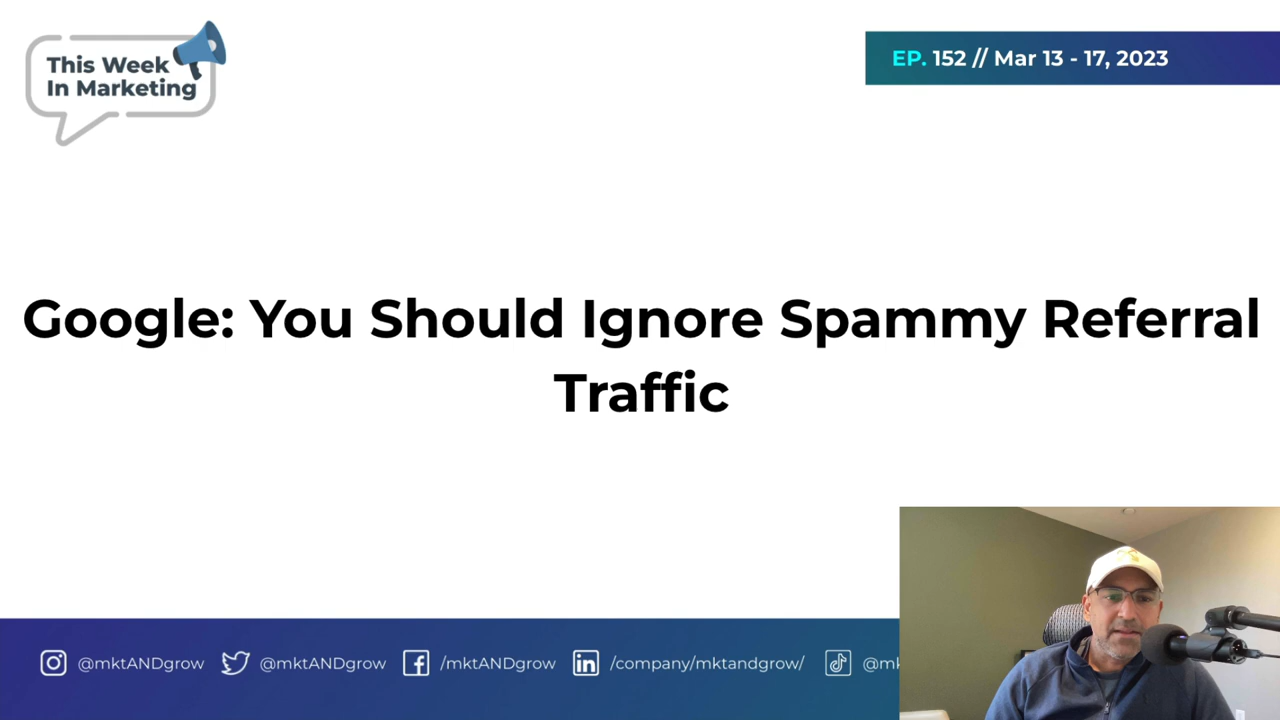 This Week
In Marketing
EP. 152 // Mar 13 - 17, 2023
Google: You Should Ignore Spammy Referral
Traffic
@mktANDgrow
@mktANDgrow
/mktANDgrow
/company/mktandgrow/
@mk